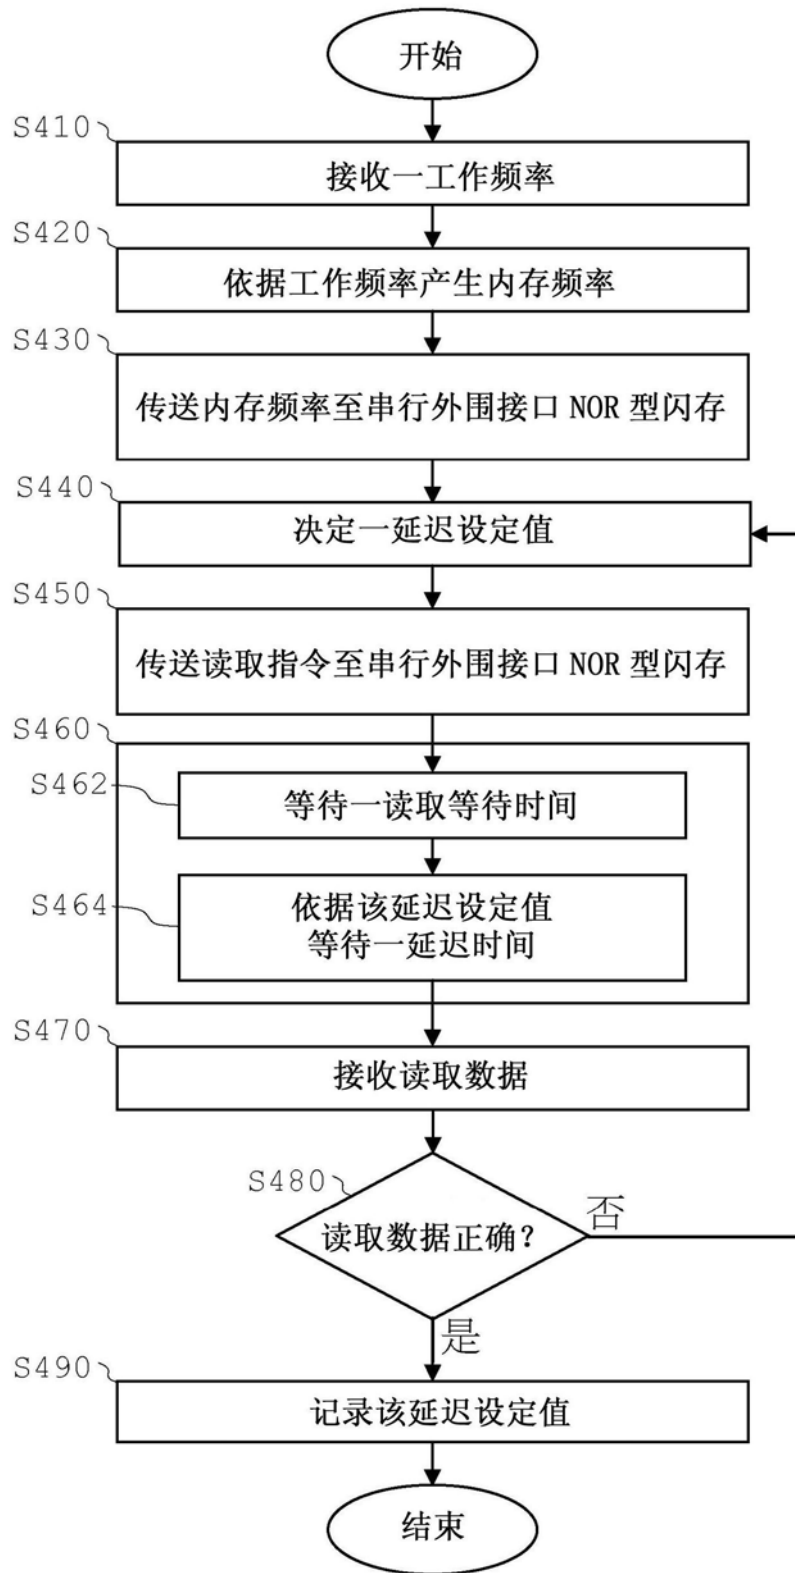 开始
S410
接收一工作频率
S420
依据工作频率产生内存频率
S430
传送内存频率至串行外围接口 NOR 型闪存
S440
决定一延迟设定值
S450
传送读取指令至串行外围接口 NOR 型闪存
S460
S462
等待一读取等待时间
S464
依据该延迟设定值
等待一延迟时间
S470
接收读取数据
S480
读取数据正确?
否
是
S490
记录该延迟设定值
结束